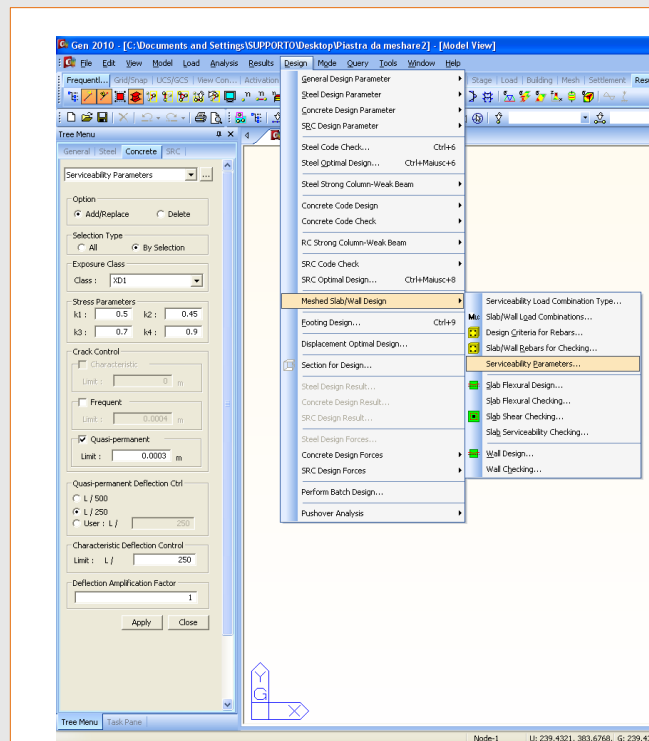 Gen 2010 - [C:\Documents and Settings\SUPPORTO\Desktop\Piastra da meshare2] - [Model View]
File Edit View Model Load Analysis Results Design Mode Query Tools Window Help
Frequentl... Grid/Snap UCS/GCS View Con... Activation Stage Load Building Mesh Settlement
Tree Menu
General Steel Concrete SRC
Serviceability Parameters
...
Option
Add/Replace Delete
Selection Type
All By Selection
Exposure Class
Class : XD1
Stress Parameters
k1 : 0.5 k2 : 0.45
k3 : 0.7 k4 : 0.9
Crack Control
Characteristic
Limit : 0 m
Frequent
Limit : 0.0004 m
Quasi-permanent
Limit : 0.0003 m
Quasi-permanent Deflection Ctrl
L / 500
L / 250
User : L / 250
Characteristic Deflection Control
Limit : L / 250
Deflection Amplification Factor
1
Apply Close
Tree Menu Task Pane
General Design Parameter
Steel Design Parameter
Concrete Design Parameter
SRC Design Parameter
Steel Code Check... Ctrl+6
Steel Optimal Design... Ctrl+Maiusc+6
Steel Strong Column-Weak Beam
Concrete Code Design
Concrete Code Check
RC Strong Column-Weak Beam
SRC Code Check
SRC Optimal Design... Ctrl+Maiusc+8
Meshed Slab/Wall Design
Footing Design... Ctrl+9
Displacement Optimal Design...
Section for Design...
Steel Design Result...
Concrete Design Result...
SRC Design Result...
Steel Design Forces...
Concrete Design Forces
SRC Design Forces
Perform Batch Design...
Pushover Analysis
Serviceability Load Combination Type...
Slab/Wall Load Combinations...
Design Criteria for Rebars...
Slab/Wall Rebars for Checking...
Serviceability Parameters...
Slab Flexural Design...
Slab Flexural Checking...
Slab Shear Checking...
Slab Serviceability Checking...
Wall Design...
Wall Checking...
Y
G
X
Node-1 U: 239.4321, 383.6768,